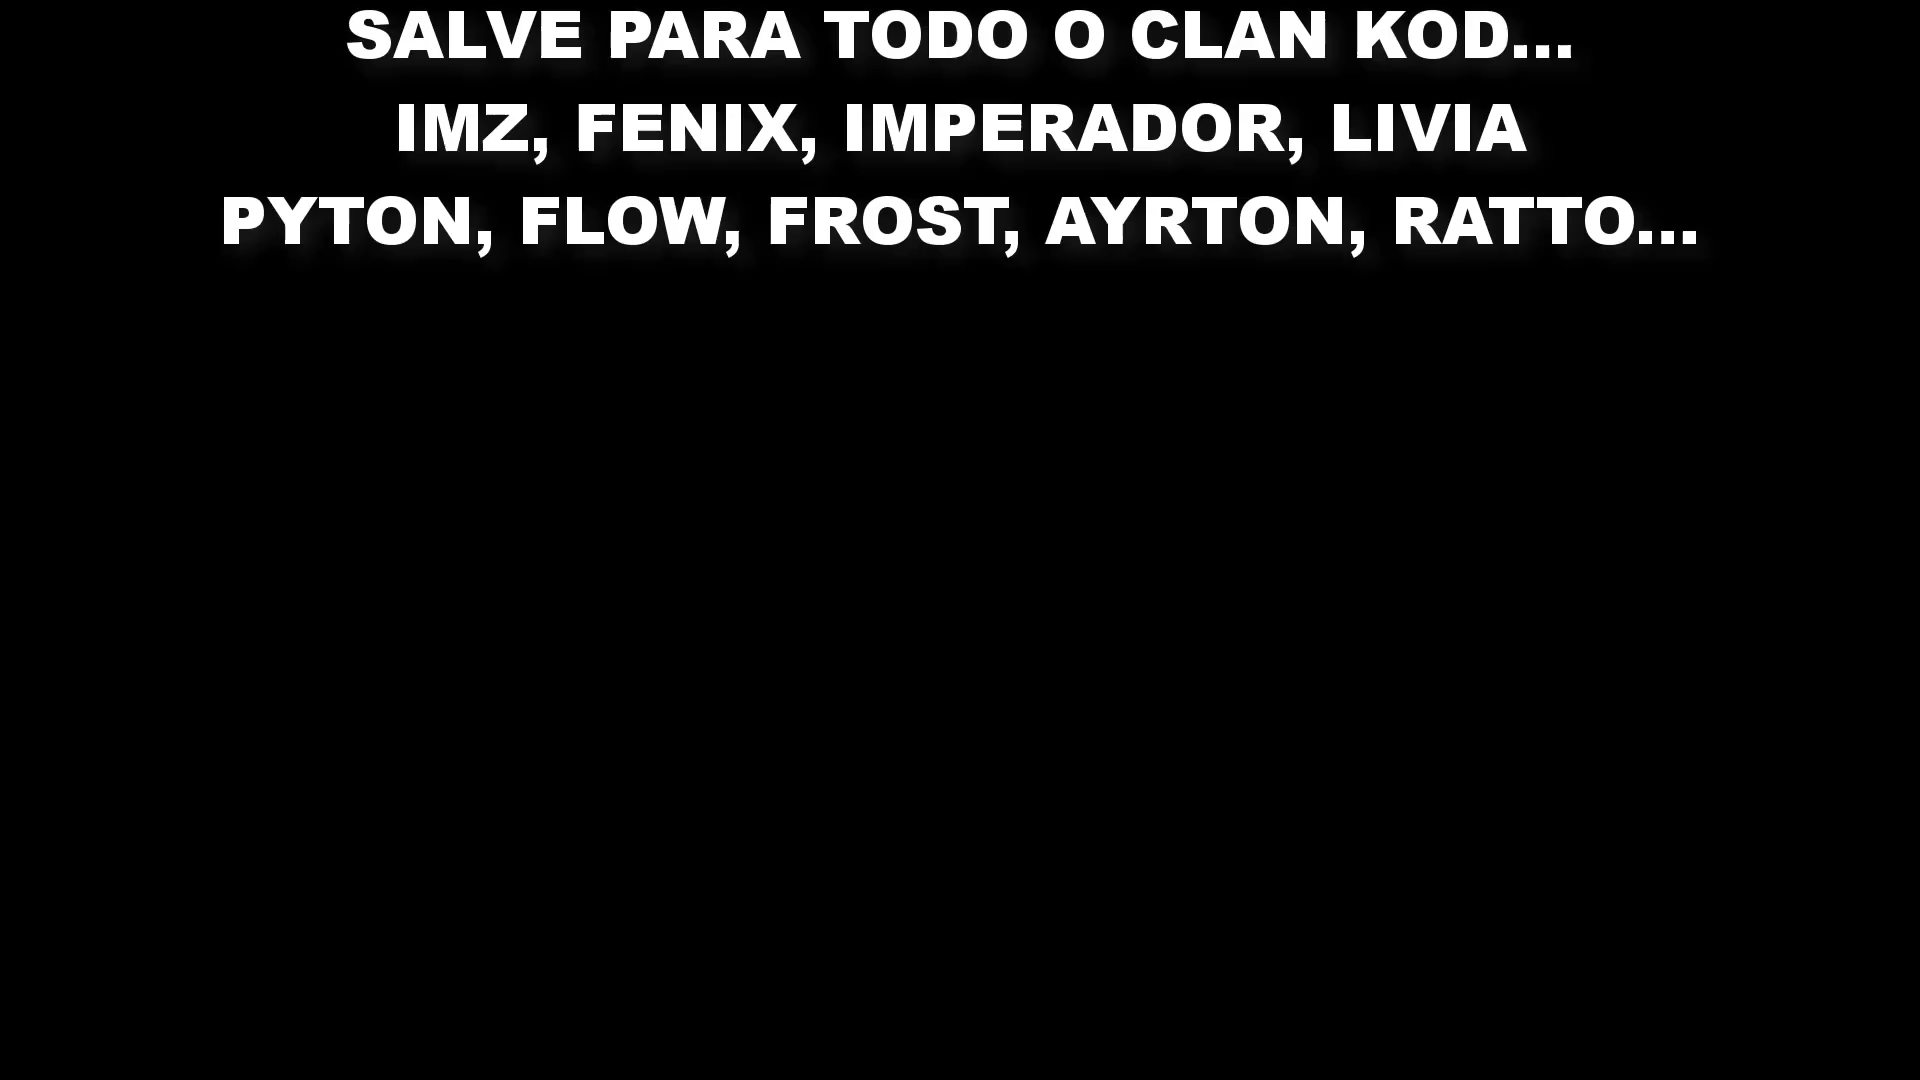 SALVE PARA TODO O CLAN KOD...
IMZ, FENIX, IMPERADOR, LIVIA
PYTON, FLOW, FROST, AYRTON, RATTO...